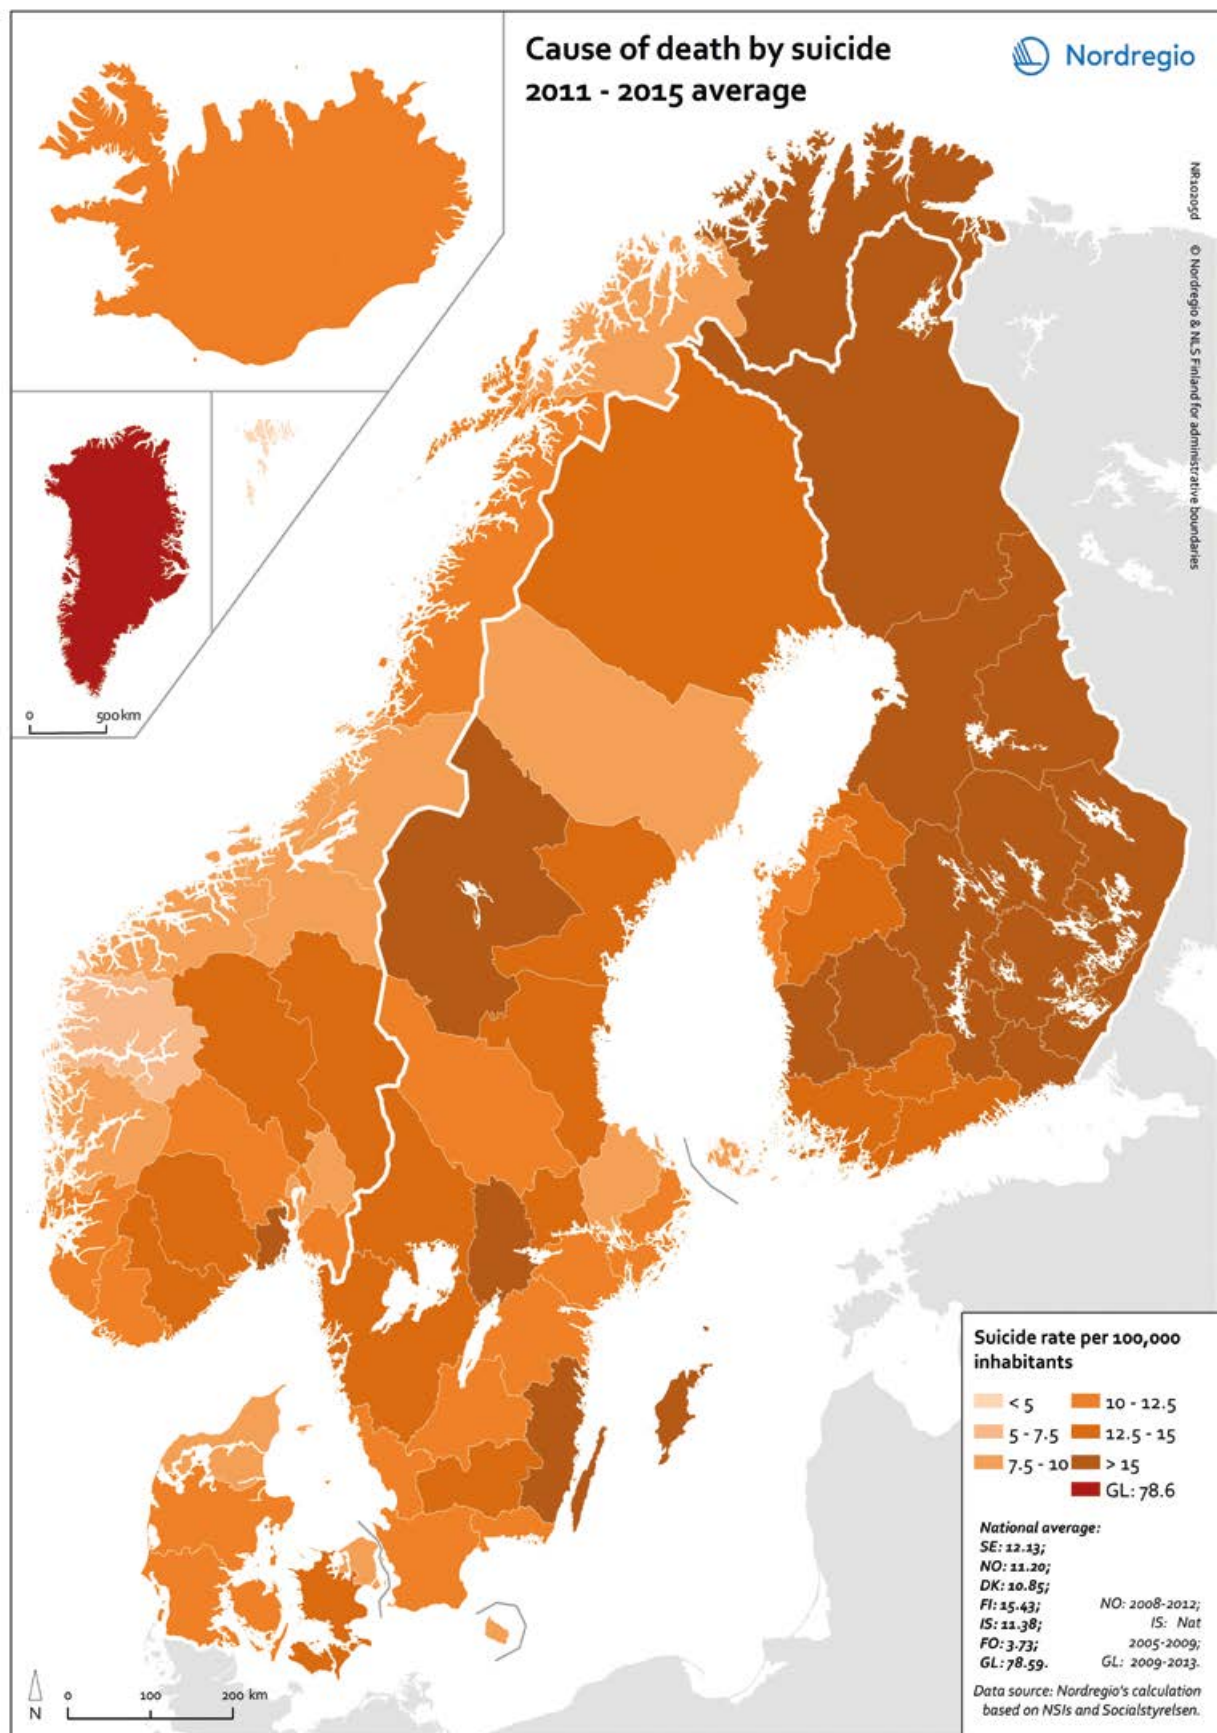 Cause of death by suicide
2011 - 2015 average
Nordregio
NR10205d © Nordregio & NLS Finland for administrative boundaries
0 500km
Suicide rate per 100,000
inhabitants
< 5
5 - 7.5
7.5 - 10
10 - 12.5
12.5 - 15
> 15
GL: 78.6
National average:
SE: 12.13;
NO: 11.20;
DK: 10.85;
FI: 15.43;
IS: 11.38;
FO: 3.73;
GL: 78.59.
NO: 2008-2012;
IS: Nat
2005-2009;
GL: 2009-2013.
Data source: Nordregio's calculation
based on NSIs and Socialstyrelsen.
N
0 100 200 km